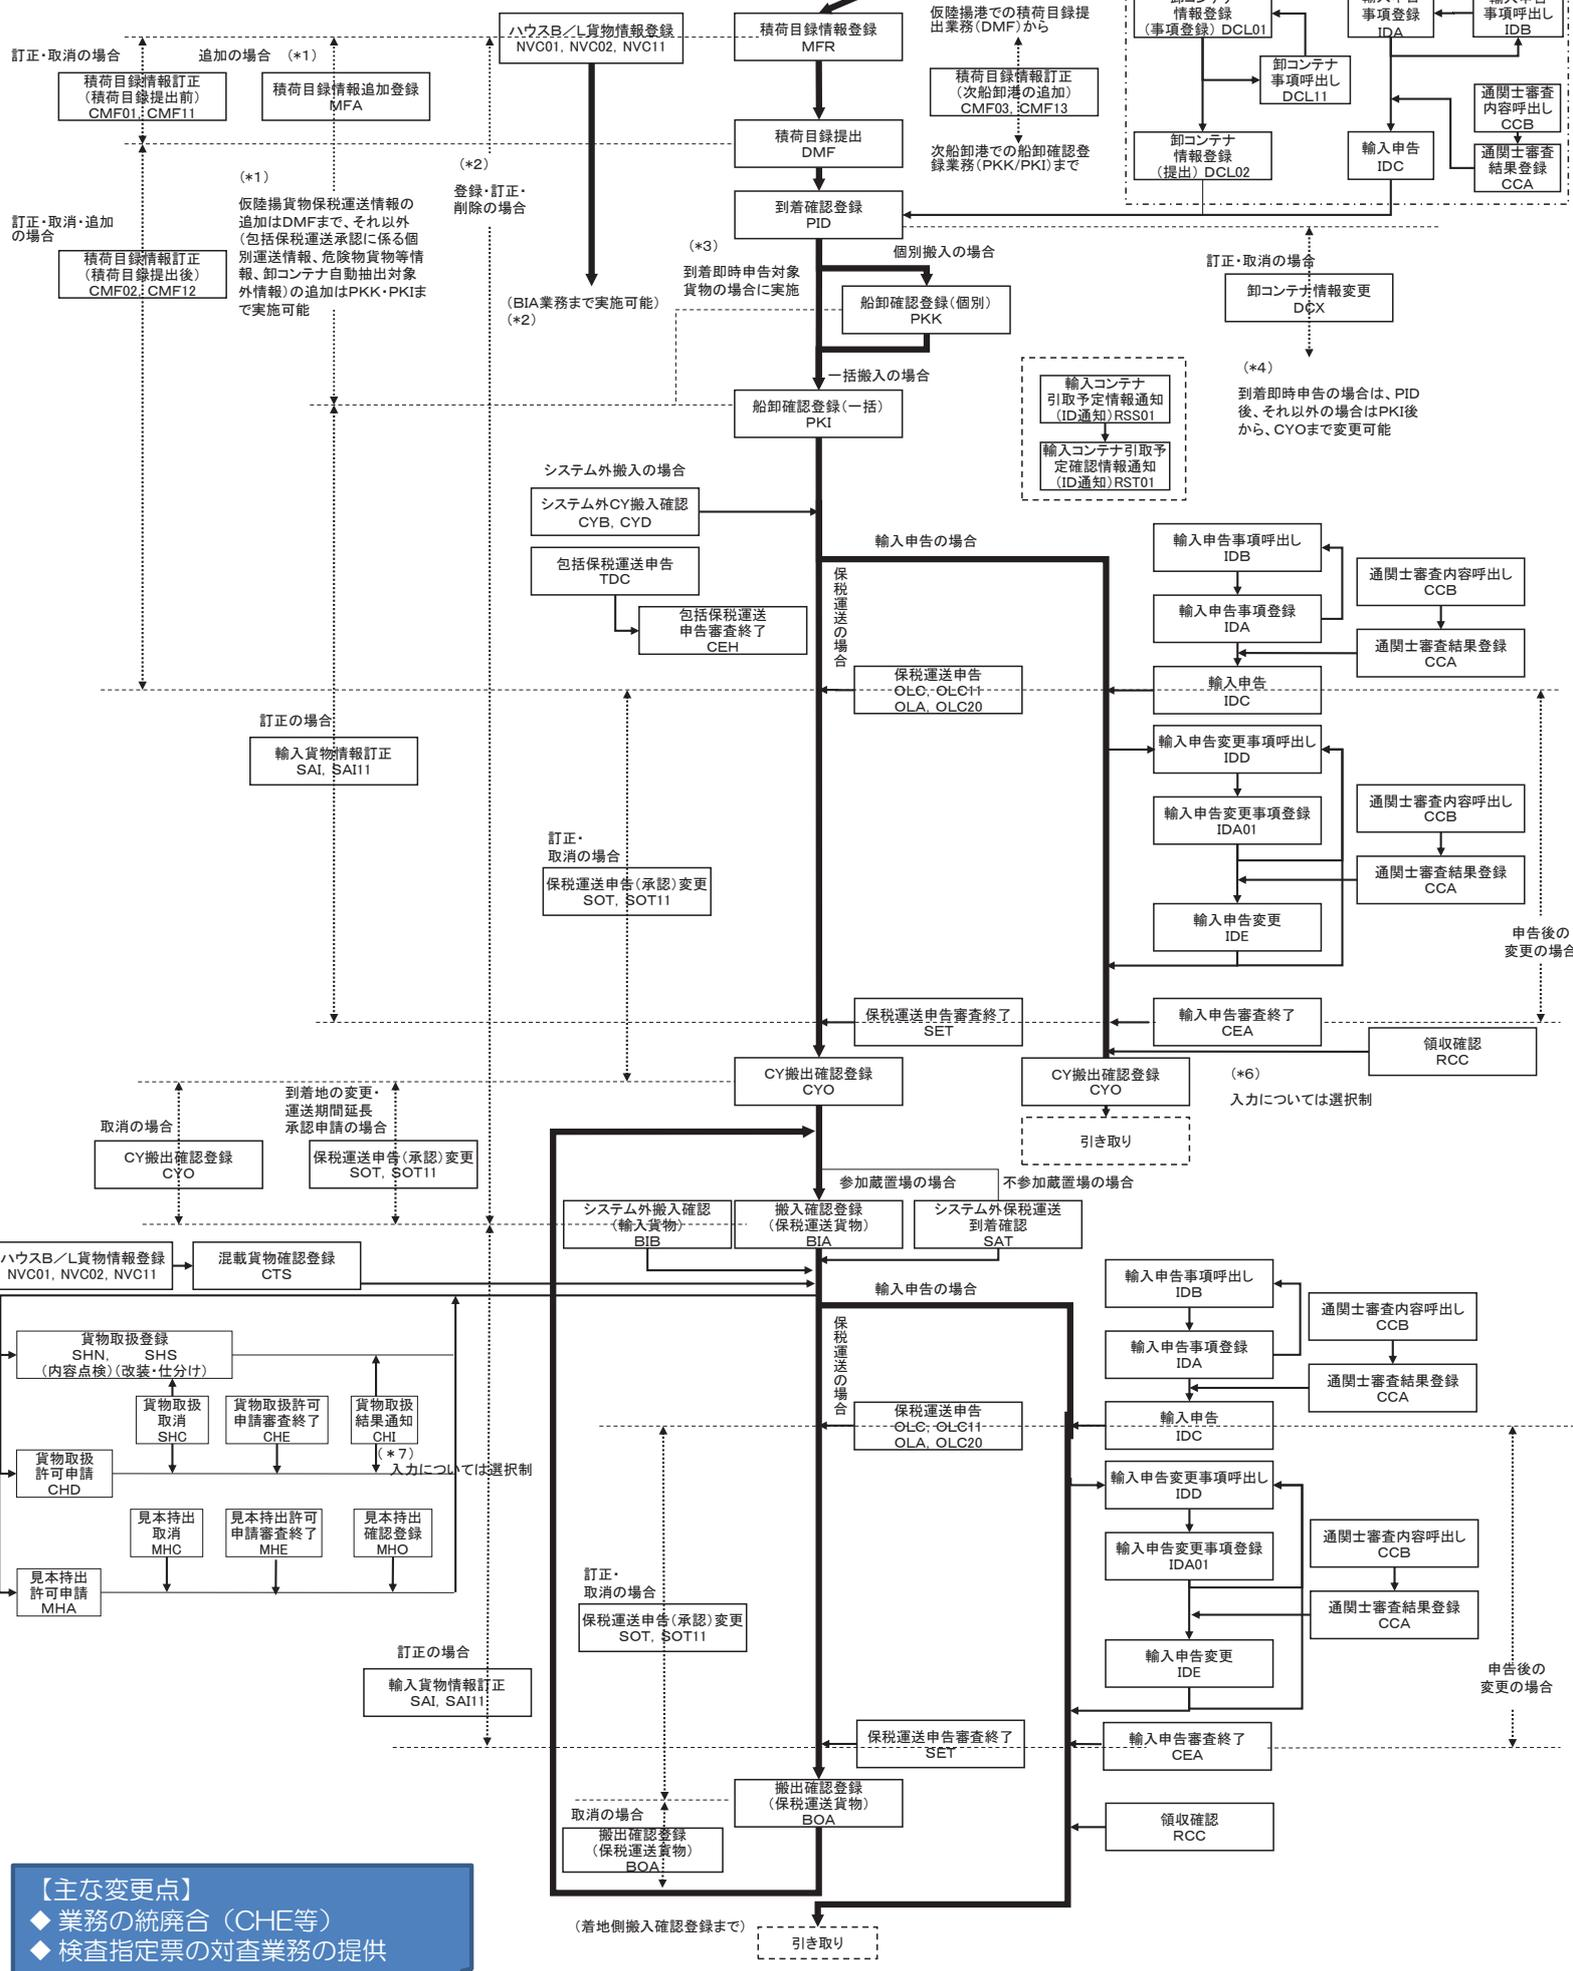 ハウスB／L貨物情報登録
NVC01, NVC02, NVC11
積荷目録情報登録
MFR
仮陸揚港での積荷目録提
出業務（DMF）から
情報登録
（事項登録）DCL01
事項登録
IDA
事項呼出し
IDB
訂正・取消の場合
追加の場合　（*1）
積荷目録情報訂正
（積荷目録提出前）
CMF01, CMF11
積荷目録情報追加登録
MFA
積荷目録情報訂正
（次船卸港の追加）
CMF03, CMF13
卸コンテナ
事項呼出し
DCL11
通関士審査
内容呼出し
CCB
積荷目録提出
DMF
次船卸港での船卸確認登
録業務（PKK/PKI）まで
卸コンテナ
情報登録
（提出）DCL02
輸入申告
IDC
通関士審査
結果登録
CCA
（*2）
登録・訂正・
削除の場合
（*1）
仮陸揚貨物保税運送情報の
追加はDMFまで、それ以外
（包括保税運送承認に係る個
別運送情報、危険物貨物等情
報、卸コンテナ自動抽出対象
外情報）の追加はPKK・PKIま
で実施可能
訂正・取消・追加
の場合
積荷目録情報訂正
（積荷目録提出後）
CMF02, CMF12
到着確認登録
PID
（*3）
到着即時申告対象
貨物の場合に実施
個別搬入の場合
（BIA業務まで実施可能）
（*2）
船卸確認登録（個別）
PKK
訂正・取消の場合
卸コンテナ情報変更
DCX
一括搬入の場合
（*4）
到着即時申告の場合は、PID
後、それ以外の場合はPKI後
から、CYOまで変更可能
船卸確認登録（一括）
PKI
輸入コンテナ
引取予定情報通知
（ID通知）RSS01
輸入コンテナ引取予
定確認情報通知
（ID通知）RST01
システム外搬入の場合
システム外CY搬入確認
CYB, CYD
包括保税運送申告
TDC
包括保税運送
申告審査終了
CEH
輸入申告の場合
保税運送の場合
輸入申告事項呼出し
IDB
輸入申告事項登録
IDA
通関士審査内容呼出し
CCB
通関士審査結果登録
CCA
保税運送申告
OLC, OLC11
OLA, OLC20
輸入申告
IDC
訂正の場合
輸入貨物情報訂正
SAI, SAI11
輸入申告変更事項呼出し
IDD
輸入申告変更事項登録
IDA01
通関士審査内容呼出し
CCB
通関士審査結果登録
CCA
訂正・
取消の場合
保税運送申告（承認）変更
SOT, SOT11
輸入申告変更
IDE
申告後の
変更の場合
保税運送申告審査終了
SET
輸入申告審査終了
CEA
領収確認
RCC
CY搬出確認登録
CYO
CY搬出確認登録
CYO
（*6）
入力については選択制
引き取り
取消の場合
CY搬出確認登録
CYO
到着地の変更・
運送期間延長
承認申請の場合
保税運送申告（承認）変更
SOT, SOT11
参加蔵置場の場合
不参加蔵置場の場合
システム外搬入確認
（輸入貨物）
BIB
搬入確認登録
（保税運送貨物）
BIA
システム外保税運送
到着確認
SAT
ハウスB／L貨物情報登録
NVC01, NVC02, NVC11
混載貨物確認登録
CTS
輸入申告の場合
保税運送の場合
輸入申告事項呼出し
IDB
輸入申告事項登録
IDA
通関士審査内容呼出し
CCB
通関士審査結果登録
CCA
貨物取扱登録
SHN,　　SHS
（内容点検）（改装・仕分け）
貨物取扱
取消
SHC
貨物取扱許可
申請審査終了
CHE
貨物取扱
結果通知
CHI
（＊7）
入力については選択制
貨物取扱
許可申請
CHD
見本持出
取消
MHC
見本持出許可
申請審査終了
MHE
見本持出
確認登録
MHO
見本持出
許可申請
MHA
保税運送申告
OLC, OLC11
OLA, OLC20
輸入申告
IDC
輸入申告変更事項呼出し
IDD
輸入申告変更事項登録
IDA01
通関士審査内容呼出し
CCB
通関士審査結果登録
CCA
訂正・
取消の場合
保税運送申告（承認）変更
SOT, SOT11
輸入申告変更
IDE
申告後の
変更の場合
訂正の場合
輸入貨物情報訂正
SAI, SAI11
保税運送申告審査終了
SET
輸入申告審査終了
CEA
搬出確認登録
（保税運送貨物）
BOA
領収確認
RCC
取消の場合
搬出確認登録
（保税運送貨物）
BOA
（着地側搬入確認登録まで）
引き取り
【主な変更点】
◆ 業務の統廃合（CHE等）
◆ 検査指定票の対査業務の提供